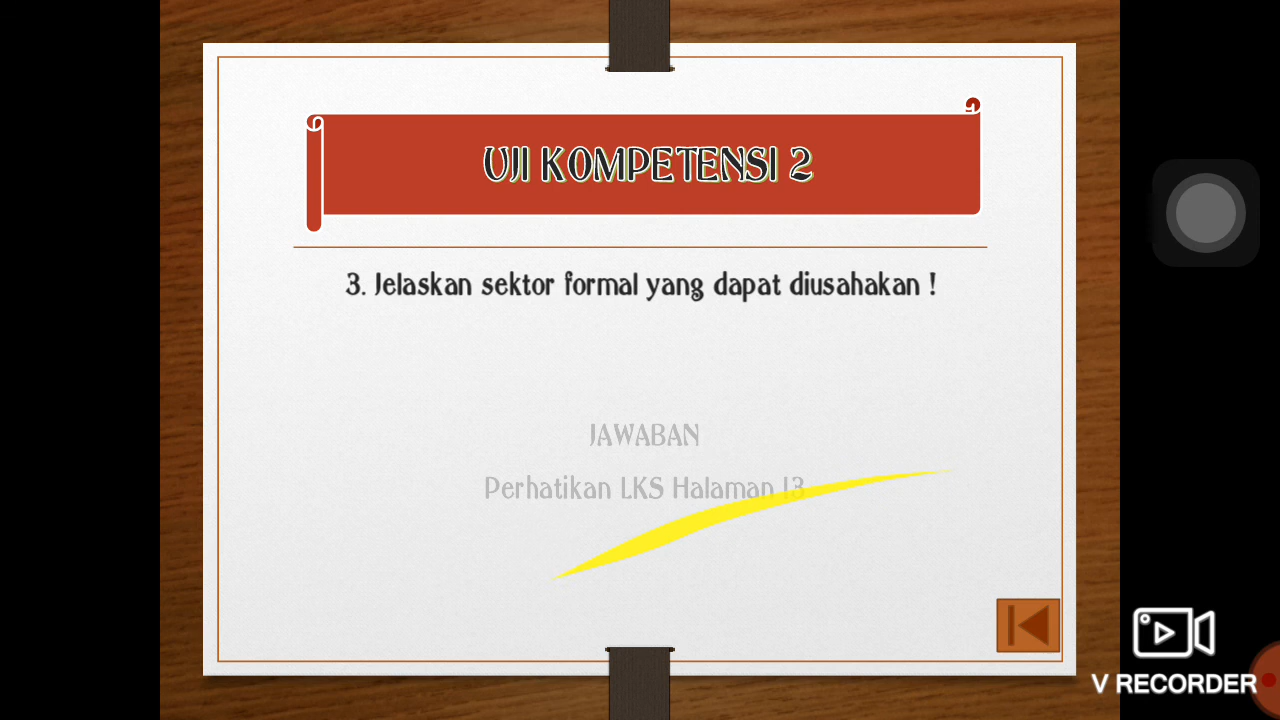 UJI KOMPETENSI 2
3. Jelaskan sektor formal yang dapat diusahakan !
JAWABAN
Perhatikan LKS Halaman 13
V RECORDER